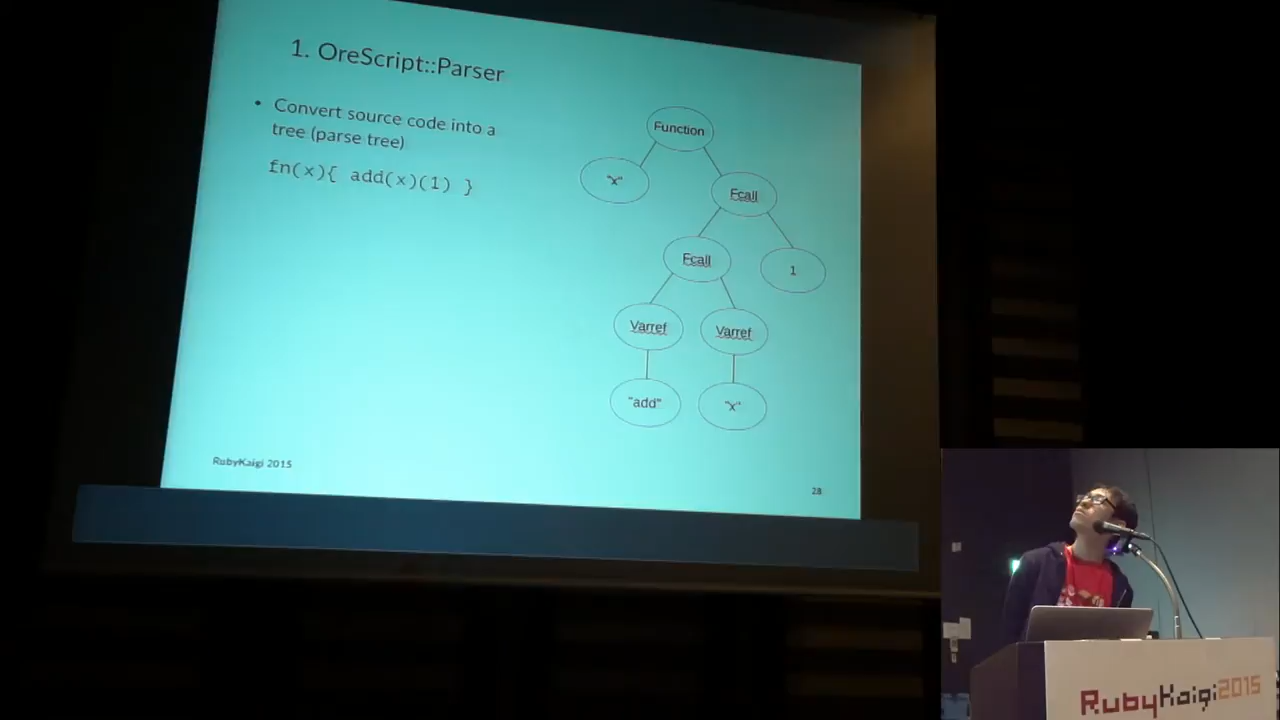 1. OreScript::Parser
• Convert source code into a
tree (parse tree)
fn(x){ add(x)(1) }
Function
"x"
Fcall
Fcall
1
Varref
Varref
"add"
"x"
RubyKaigi 2015
28
RubyKaigi2015